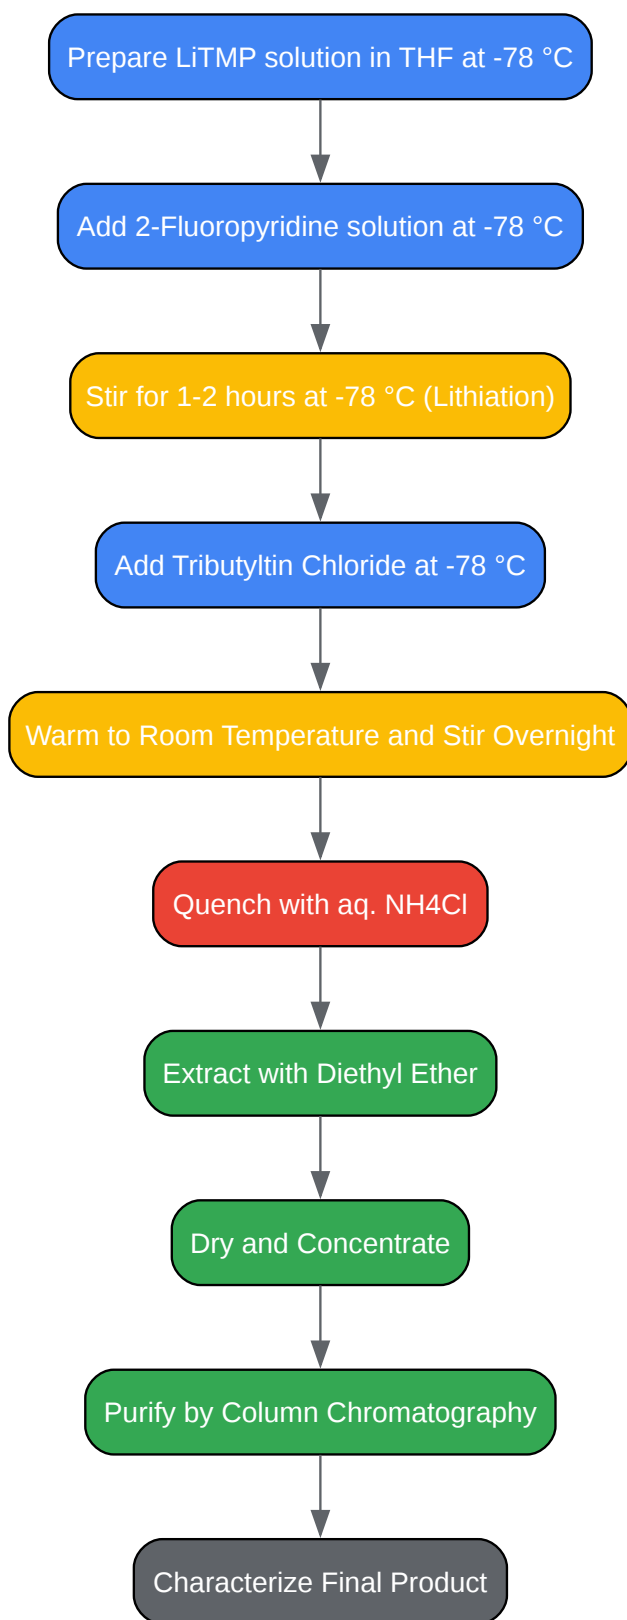 Prepare LiTMP solution in THF at -78 °C
Add 2-Fluoropyridine solution at -78 °C
Stir for 1-2 hours at -78 °C (Lithiation)
Add Tributyltin Chloride at -78 °C
Warm to Room Temperature and Stir Overnight
Quench with aq. NH4Cl
Extract with Diethyl Ether
Dry and Concentrate
Purify by Column Chromatography
Characterize Final Product